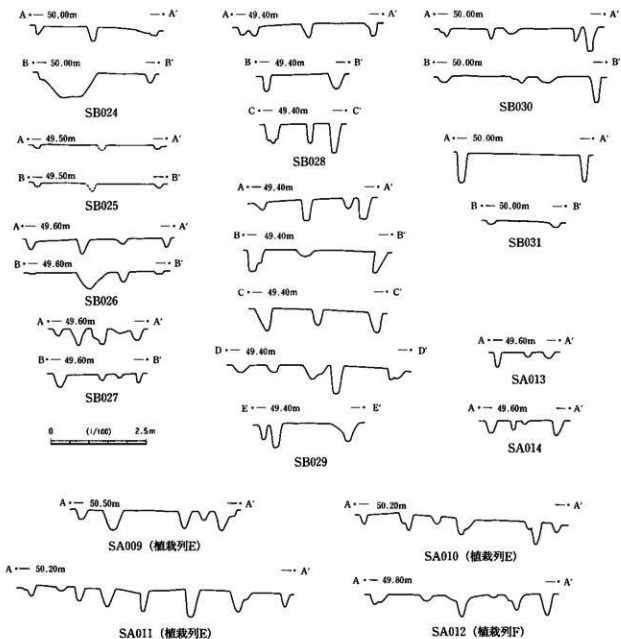 A •— 50.00m —• A′
B •— 50.00m —• B′
SB024
A •— 49.50m —• A′
B •— 49.50m —• B′
SB025
A •— 49.60m —• A′
B •— 49.60m —• B′
SB026
A •— 49.60m —• A′
B •— 49.60m —• B′
SB027
0 (1/100) 2.5m
A •— 49.40m —• A′
B •— 49.40m —• B′
C •— 49.40m —• C′
SB028
A •— 49.40m —• A′
B •— 49.40m —• B′
C •— 49.40m —• C′
D •— 49.40m —• D′
E •— 49.40m —• E′
SB029
A •— 50.00m —• A′
B •— 50.00m —• B′
SB030
A •— 50.00m —• A′
B •— 50.00m —• B′
SB031
A •— 49.60m —• A′
SA013
A •— 49.60m —• A′
SA014
A •— 50.50m —• A′
SA009（植栽列E）
A •— 50.20m —• A′
SA010（植栽列E）
A •— 50.20m —• A′
SA011（植栽列E）
A •— 49.80m —• A′
SA012（植栽列F）